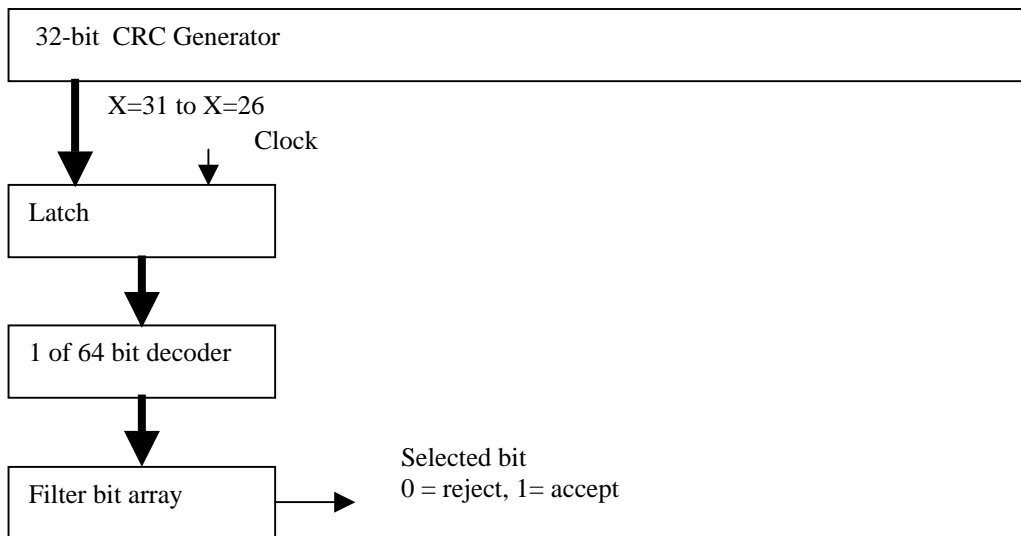 32-bit CRC Generator
X=31 to X=26
Clock
Latch
1 of 64 bit decoder
Filter bit array
Selected bit
0 = reject, 1= accept